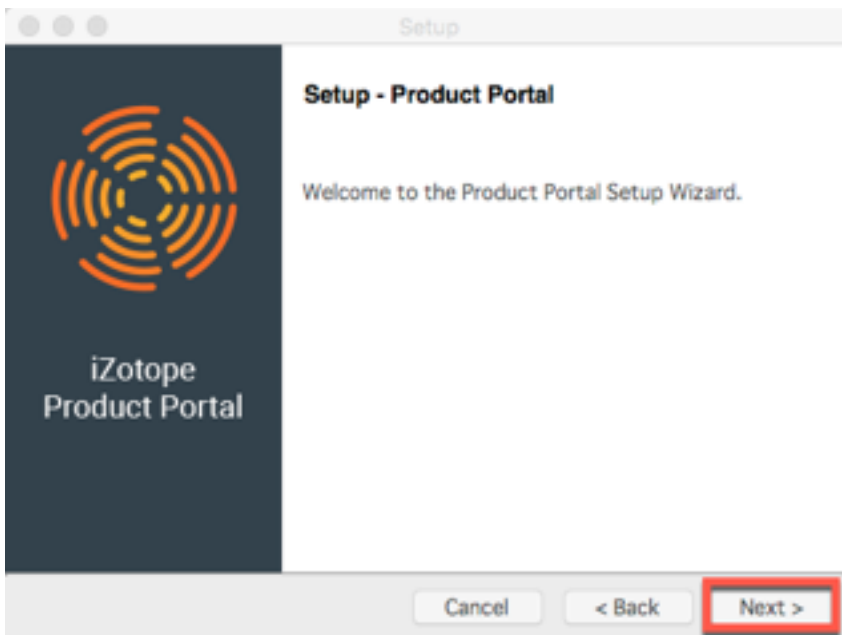 Setup
Setup - Product Portal
Welcome to the Product Portal Setup Wizard.
iZotope
Product Portal
Cancel
< Back
Next >